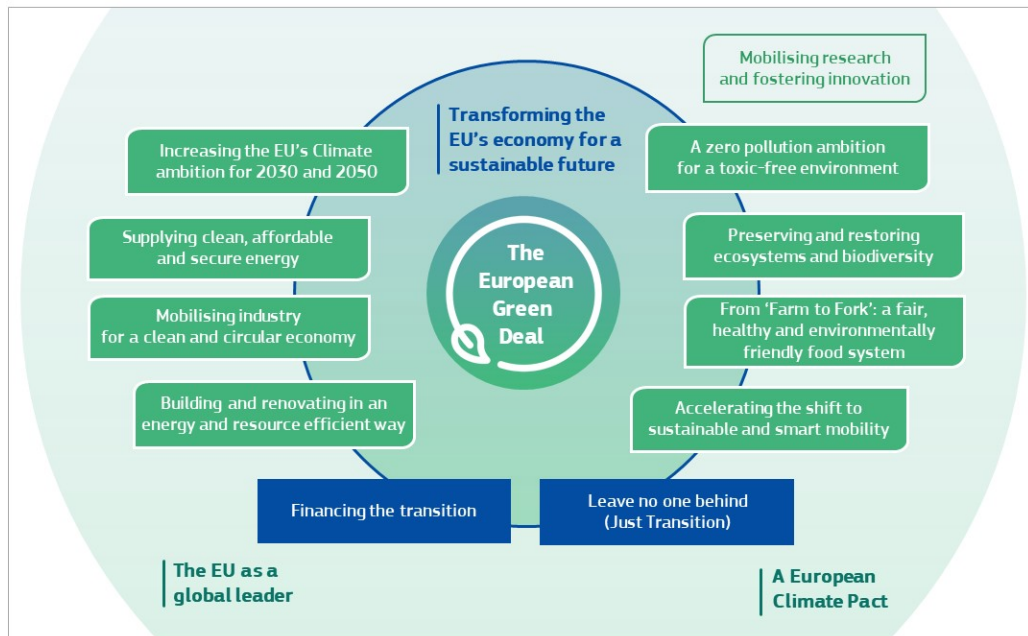 Mobilising research
and fostering innovation
Transforming the
EU's economy for a
sustainable future
Increasing the EU's Climate
ambition for 2030 and 2050
A zero pollution ambition
for a toxic-free environment
Supplying clean, affordable
and secure energy
Preserving and restoring
ecosystems and biodiversity
The
European
Green
Deal
Mobilising industry
for a clean and circular economy
From ‘Farm to Fork’: a fair,
healthy and environmentally
friendly food system
Building and renovating in an
energy and resource efficient way
Accelerating the shift to
sustainable and smart mobility
Financing the transition
Leave no one behind
(Just Transition)
The EU as a
global leader
A European
Climate Pact